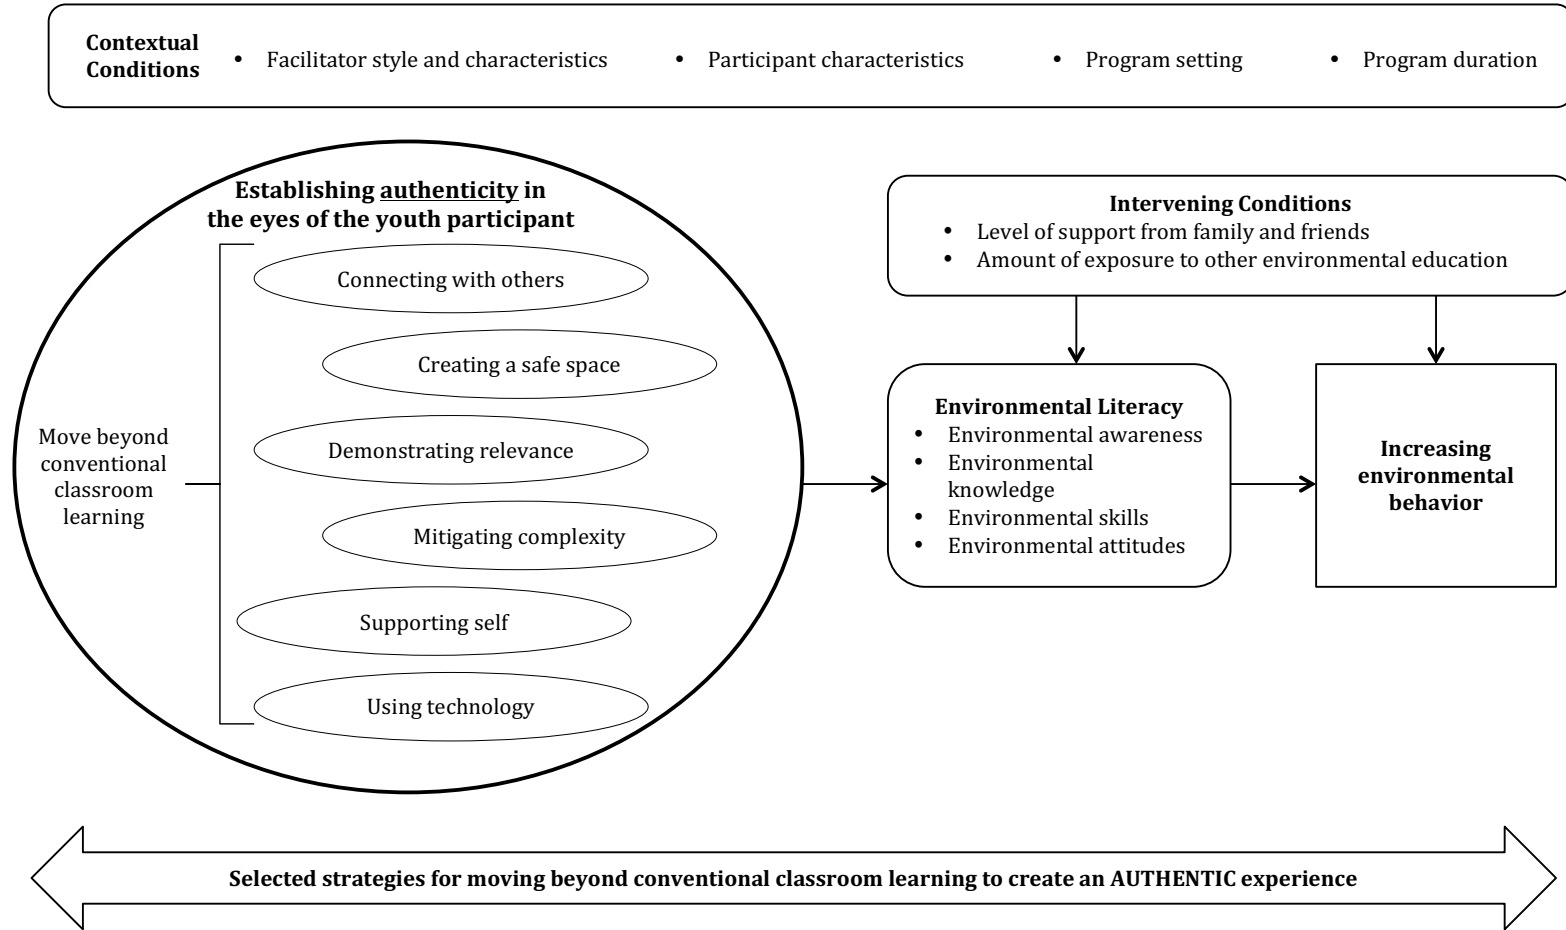 Contextual
Conditions
• Facilitator style and characteristics
• Participant characteristics
• Program setting
• Program duration
Establishing authenticity in
the eyes of the youth participant
Connecting with others
Creating a safe space
Demonstrating relevance
Mitigating complexity
Supporting self
Using technology
Move beyond
conventional
classroom
learning
Intervening Conditions
• Level of support from family and friends
• Amount of exposure to other environmental education
Environmental Literacy
• Environmental awareness
• Environmental
knowledge
• Environmental skills
• Environmental attitudes
Increasing
environmental
behavior
Selected strategies for moving beyond conventional classroom learning to create an AUTHENTIC experience